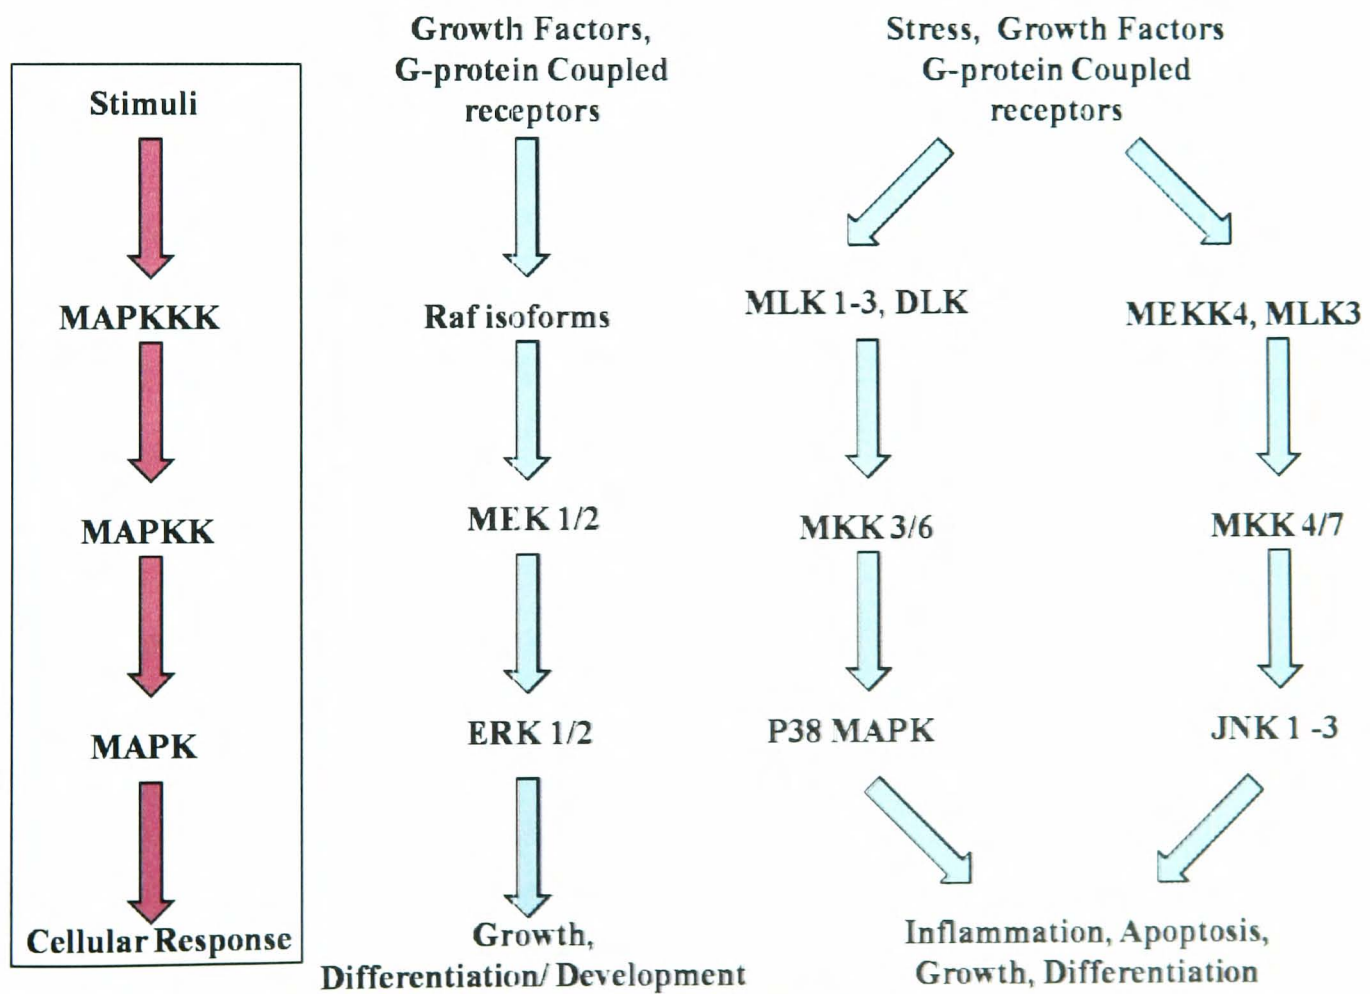 Stimuli
MAPKKK
MAPKK
MAPK
Cellular Response
Growth Factors,
G-protein Coupled
receptors
Raf isoforms
MEK 1/2
ERK 1/2
Growth,
Differentiation/ Development
Stress, Growth Factors
G-protein Coupled
receptors
MLK 1-3, DLK
MKK 3/6
P38 MAPK
MEKK4, MLK3
MKK 4/7
JNK 1 -3
Inflammation, Apoptosis,
Growth, Differentiation